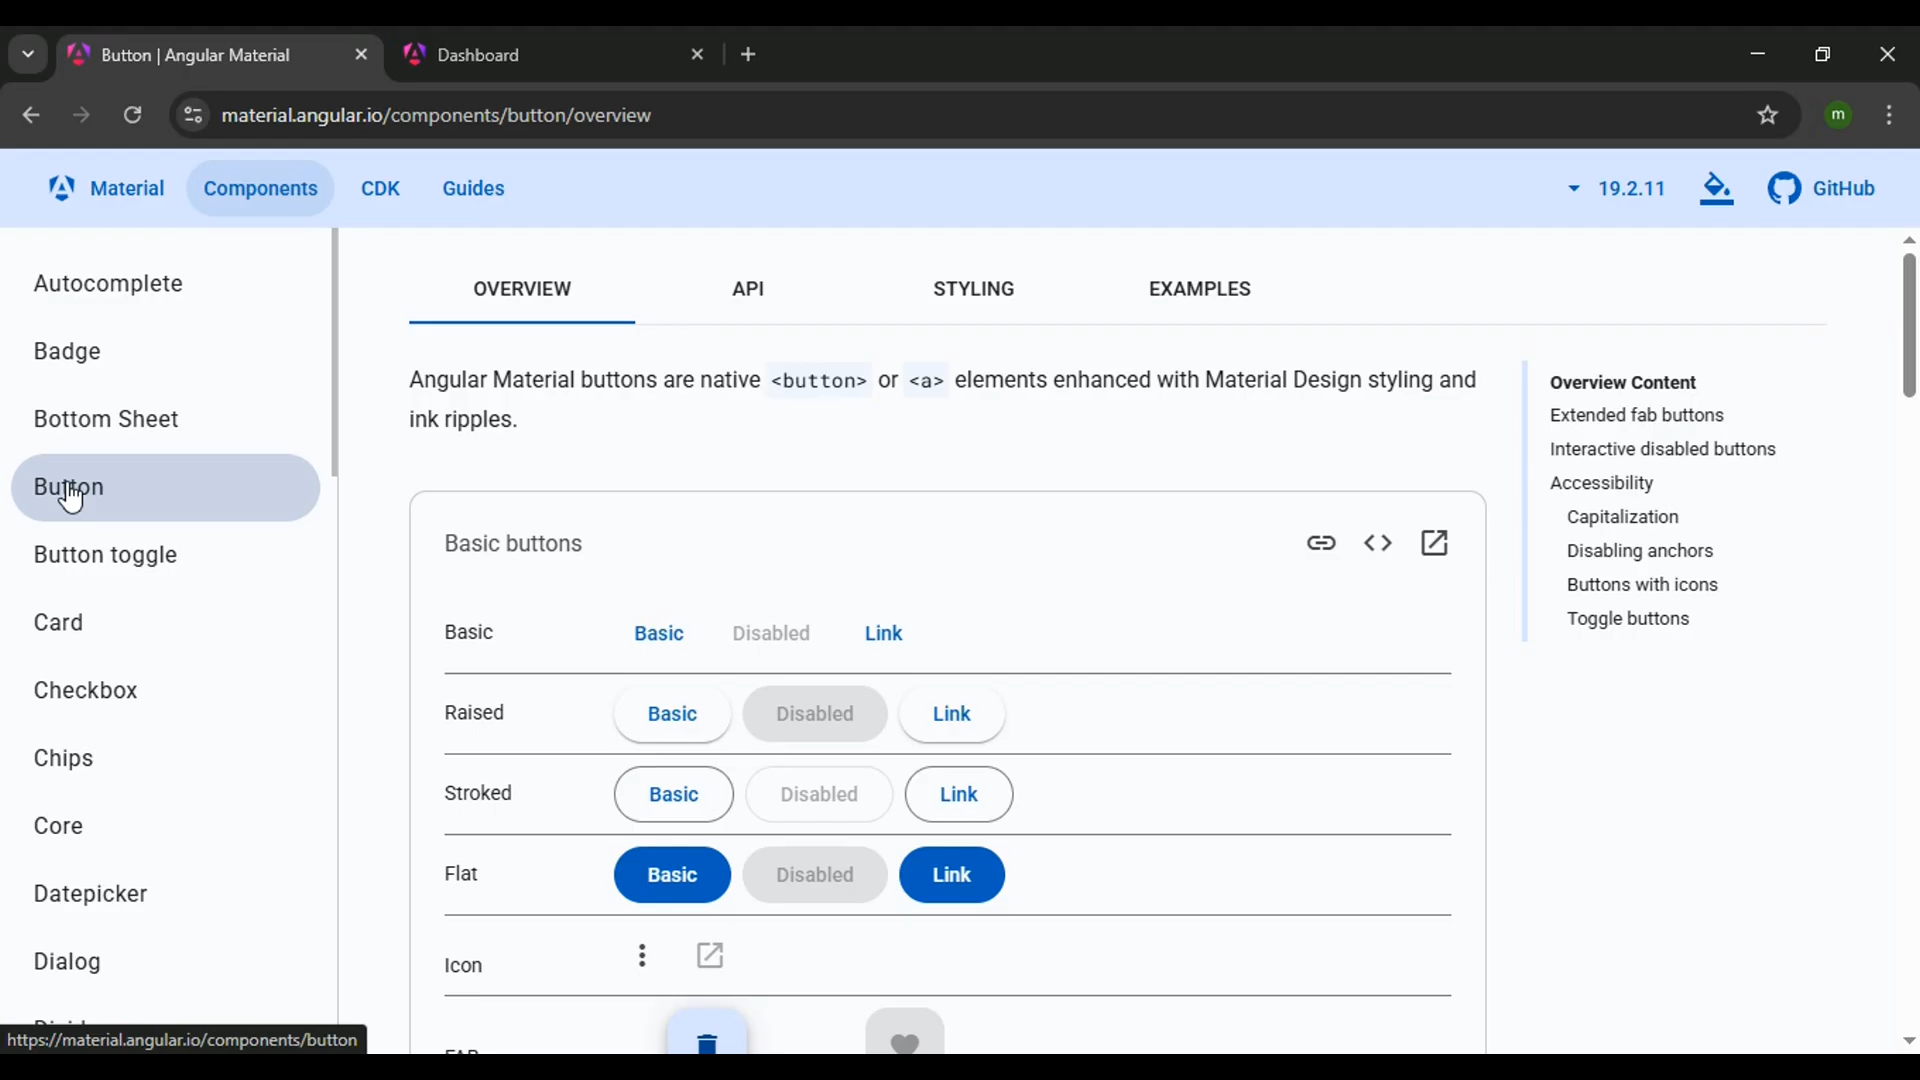 Button | Angular Material
Dashboard
material.angular.io/components/button/overview
m
Material
Components
CDK
Guides
19.2.11
GitHub
Autocomplete
Badge
Bottom Sheet
Button
Button toggle
Card
Checkbox
Chips
Core
Datepicker
Dialog
https://material.angular.io/components/button
OVERVIEW
API
STYLING
EXAMPLES
Angular Material buttons are native <button> or <a> elements enhanced with Material Design styling and
ink ripples.
Basic buttons
Basic Basic Disabled Link
Raised Basic Disabled Link
Stroked Basic Disabled Link
Flat Basic Disabled Link
Icon
Overview Content
Extended fab buttons
Interactive disabled buttons
Accessibility
Capitalization
Disabling anchors
Buttons with icons
Toggle buttons